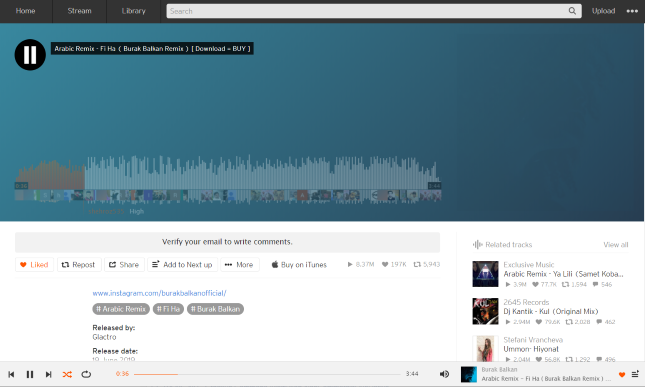 Home
Stream
Library
Search
Upload
Arabic Remix - Fi Ha ( Burak Balkan Remix ) [ Download = BUY ]
High
Verify your email to write comments.
Liked
Repost
Share
Add to Next up
More
Buy on iTunes
8,37M
197K
5,943
Related tracks
View all
www.instagram.com/burakbalkanofficial/
# Arabic Remix
# Fi Ha
# Burak Balkan
Released by:
Glactro
Release date:
18 June 2018
Exclusive Music
Arabic Remix - Ya Lili (Samet Koba...
3.9M
77.7K
1,594
546
2645 Records
Dj Kantik - Kul (Original Mix)
2,94M
79.6K
2,028
462
Stefani Vrancheva
Ummon- Hiyonat
2,04M
56.8K
1,292
496
0:36
3:44
Burak Balkan
Arabic Remix - Fi Ha ( Burak Balkan Remix ) ...